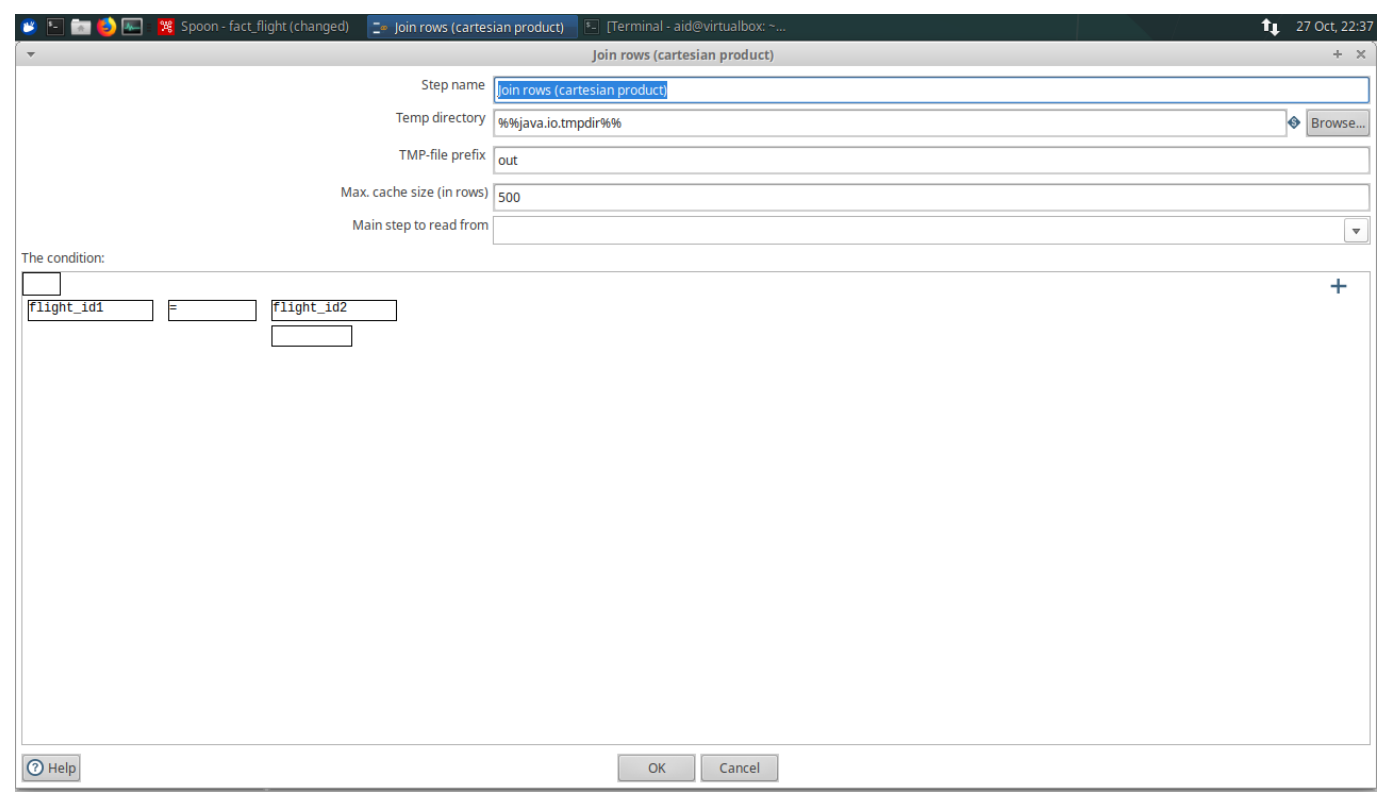 Spoon - fact_flight (changed) Join rows (cartesian product) [Terminal - aid@virtualbox: ~... 27 Oct, 22:37
Join rows (cartesian product)
Step name Join rows (cartesian product)
Temp directory %%java.io.tmpdir%% Browse...
TMP-file prefix out
Max. cache size (in rows) 500
Main step to read from
The condition:
flight_id1 = flight_id2
Help OK Cancel